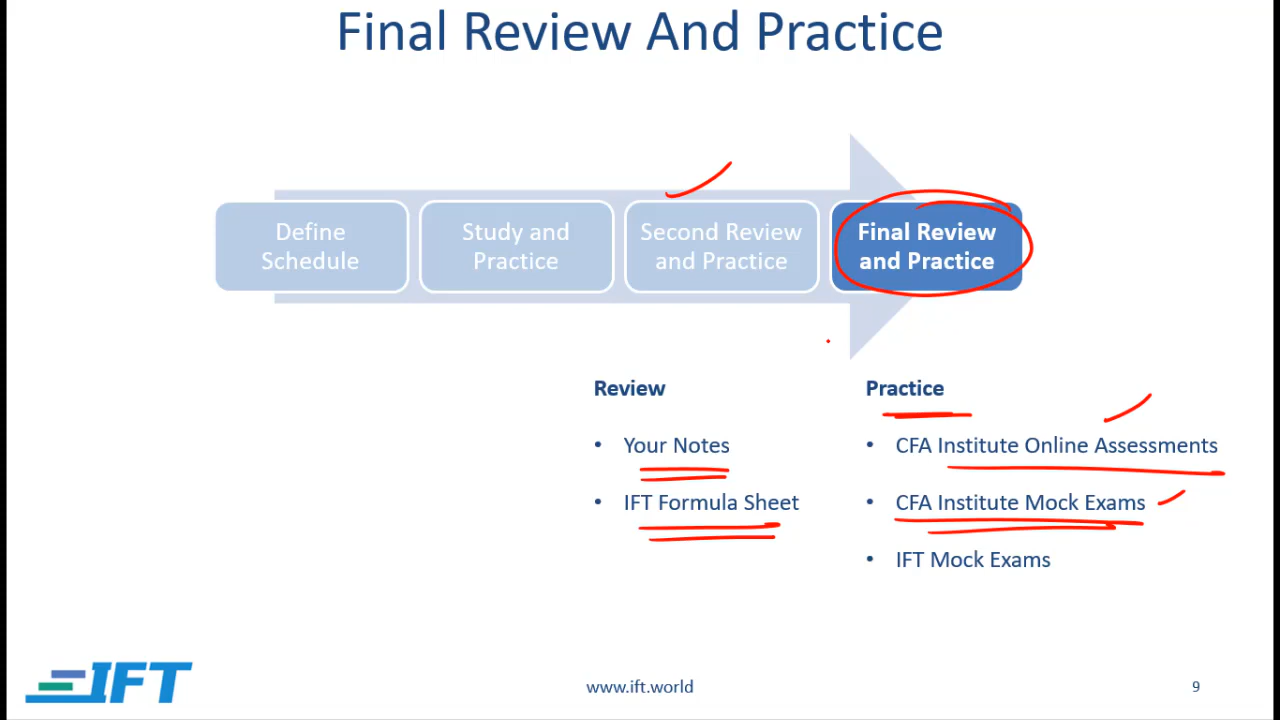 Final Review And Practice
Define
Schedule
Study and
Practice
Second Review
and Practice
Final Review
and Practice
Review
• Your Notes
• IFT Formula Sheet
Practice
• CFA Institute Online Assessments
• CFA Institute Mock Exams
• IFT Mock Exams
IFT
www.ift.world
9